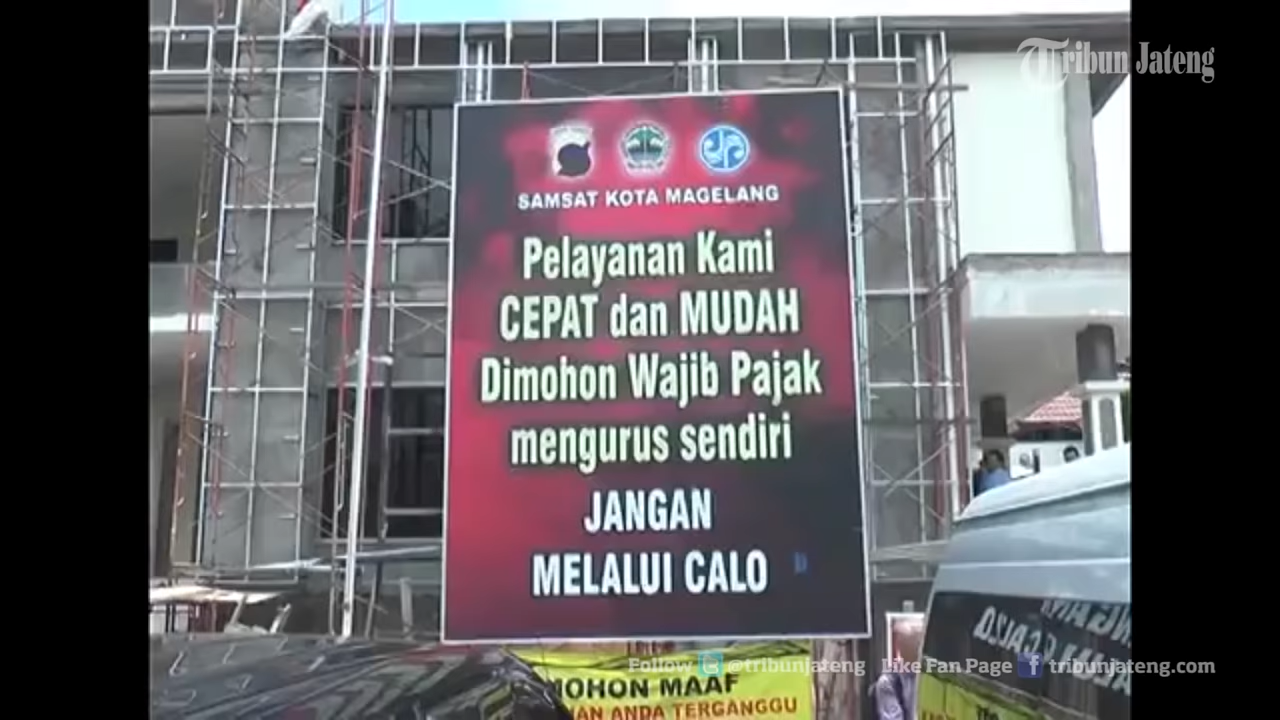 Tribun Jateng
SAMSAT KOTA MAGELANG
Pelayanan Kami
CEPAT dan MUDAH
Dimohon Wajib Pajak
mengurus sendiri
JANGAN
MELALUI CALO
Follow @tribunjateng Like Fan Page f tribunjateng.com
MOHON MAAF
ANDA TERGANGGU